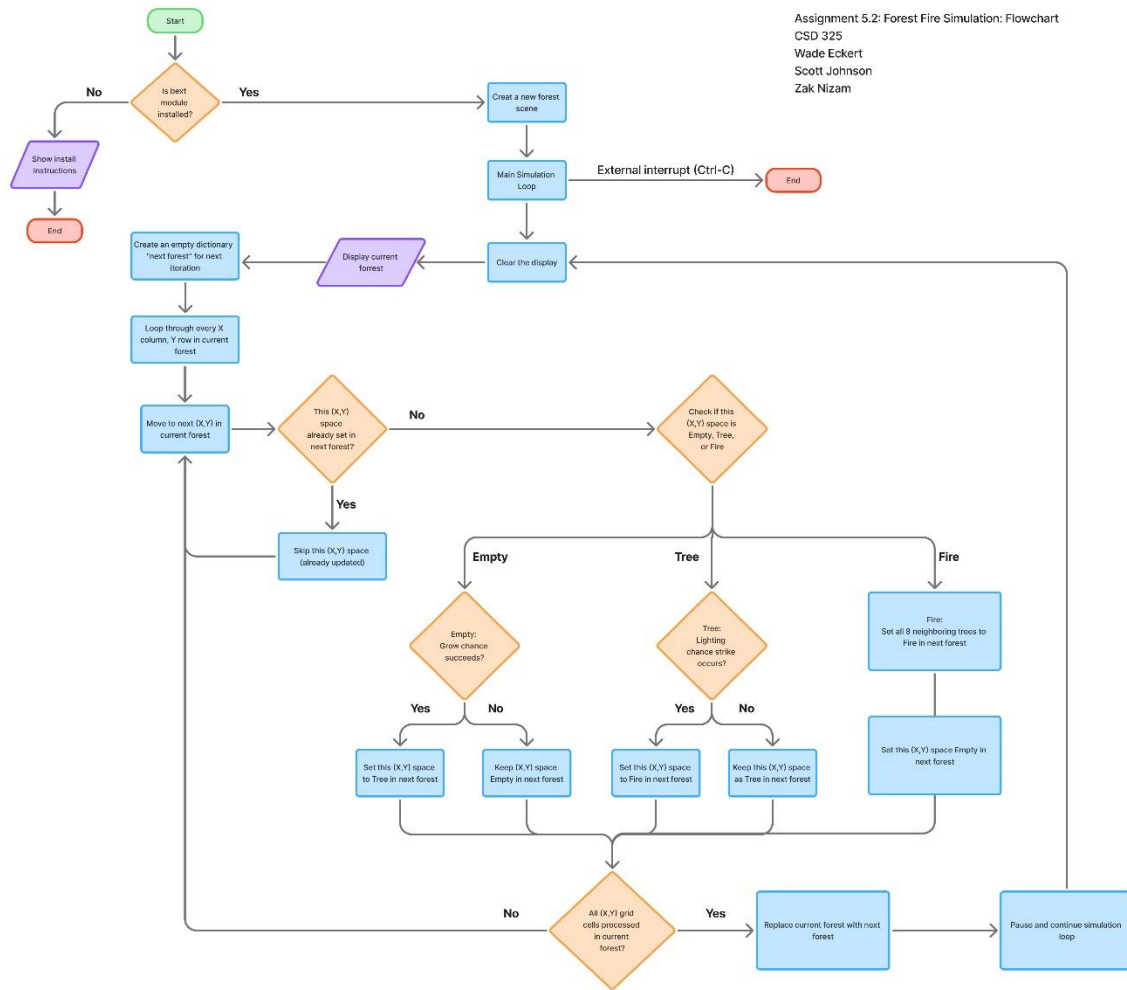 Assignment 5.2: Forest Fire Simulation: Flowchart
CSD 325
Wade Eckert
Scott Johnson
Zak Nizam
Start
Is bext
module
installed?
No
Yes
Show install
instructions
End
Creat a new forest
scene
Main Simulation
Loop
External interrupt (Ctrl-C)
End
Clear the display
Display current
forrest
Create an empty dictionary
"next forest" for next
iteration
Loop through every X
column, Y row in current
forest
Move to next (X,Y) in
current forest
This (X,Y)
space
already set in
next forest?
No
Yes
Skip this (X,Y) space
(already updated)
Check if this
(X,Y) space is
Empty, Tree,
or Fire
Empty
Tree
Fire
Empty:
Grow chance
succeeds?
Yes
No
Set this (X,Y) space
to Tree in next forest
Keep (X,Y) space
Empty in next forest
Tree:
Lighting
chance strike
occurs?
Yes
No
Set this (X,Y) space
to Fire in next forest
Keep this (X,Y) space
as Tree in next forest
Fire:
Set all 8 neighboring trees to
Fire in next forest
Set this (X,Y) space Empty in
next forest
All (X,Y) grid
cells processed
in current
forest?
No
Yes
Replace current forest with next
forest
Pause and continue simulation
loop